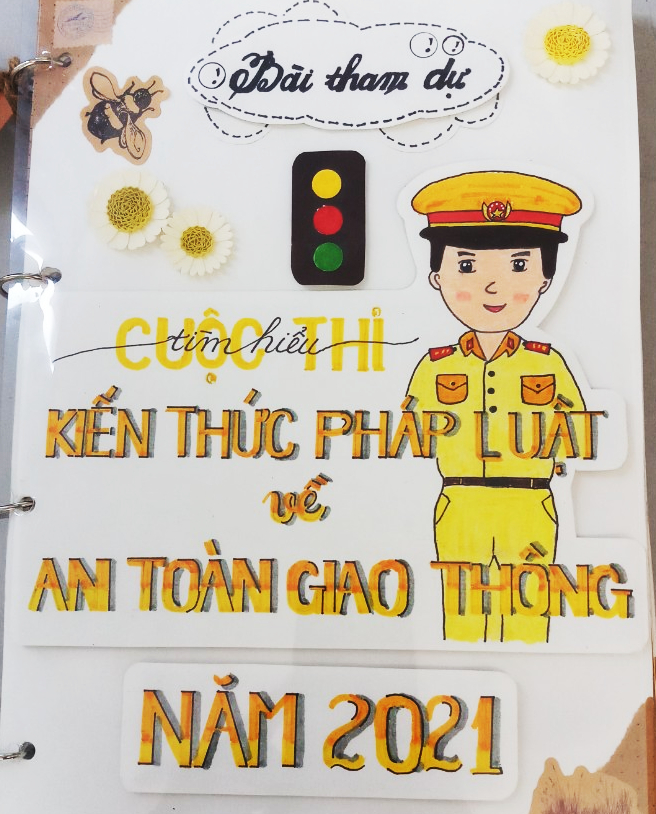 Bài tham dự
CUỘC THI
tìm hiểu
KIẾN THỨC PHÁP LUẬT
về
AN TOÀN GIAO THÔNG
NĂM 2021